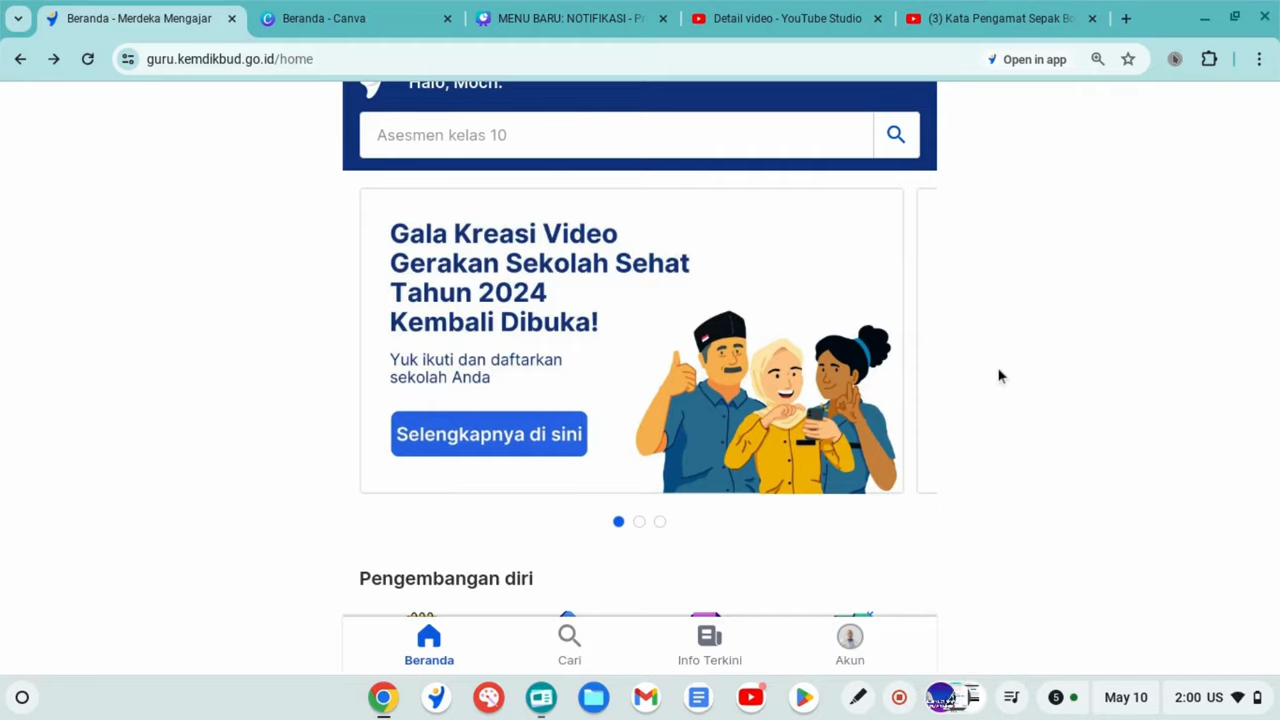 Beranda - Merdeka Mengajar
Beranda - Canva
MENU BARU: NOTIFIKASI - P
Detail video - YouTube Studio
(3) Kata Pengamat Sepak Bo
guru.kemdikbud.go.id/home
Open in app
Halo, Moch.
Asesmen kelas 10
Gala Kreasi Video
Gerakan Sekolah Sehat
Tahun 2024
Kembali Dibuka!
Yuk ikuti dan daftarkan
sekolah Anda
Selengkapnya di sini
Pengembangan diri
Beranda
Cari
Info Terkini
Akun
5
May 10
2:00 US